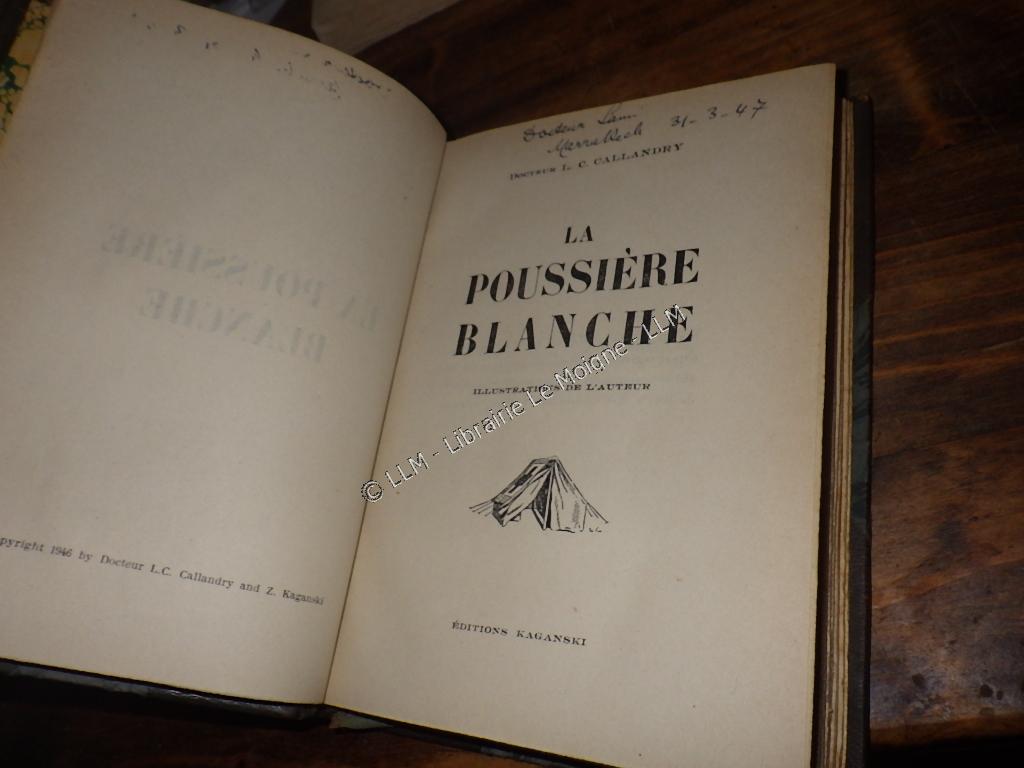 pyright 1946 by Docteur L.C. Callandry and Z. Kaganski
Docteur
Marrakech 31-3-47
DOCTEUR L. C. CALLANDRY
LA
POUSSIÈRE
BLANCHE
ILLUSTRATIONS DE L'AUTEUR
© LLM - Librairie Le Moigne - LLM
ÉDITIONS KAGANSKI